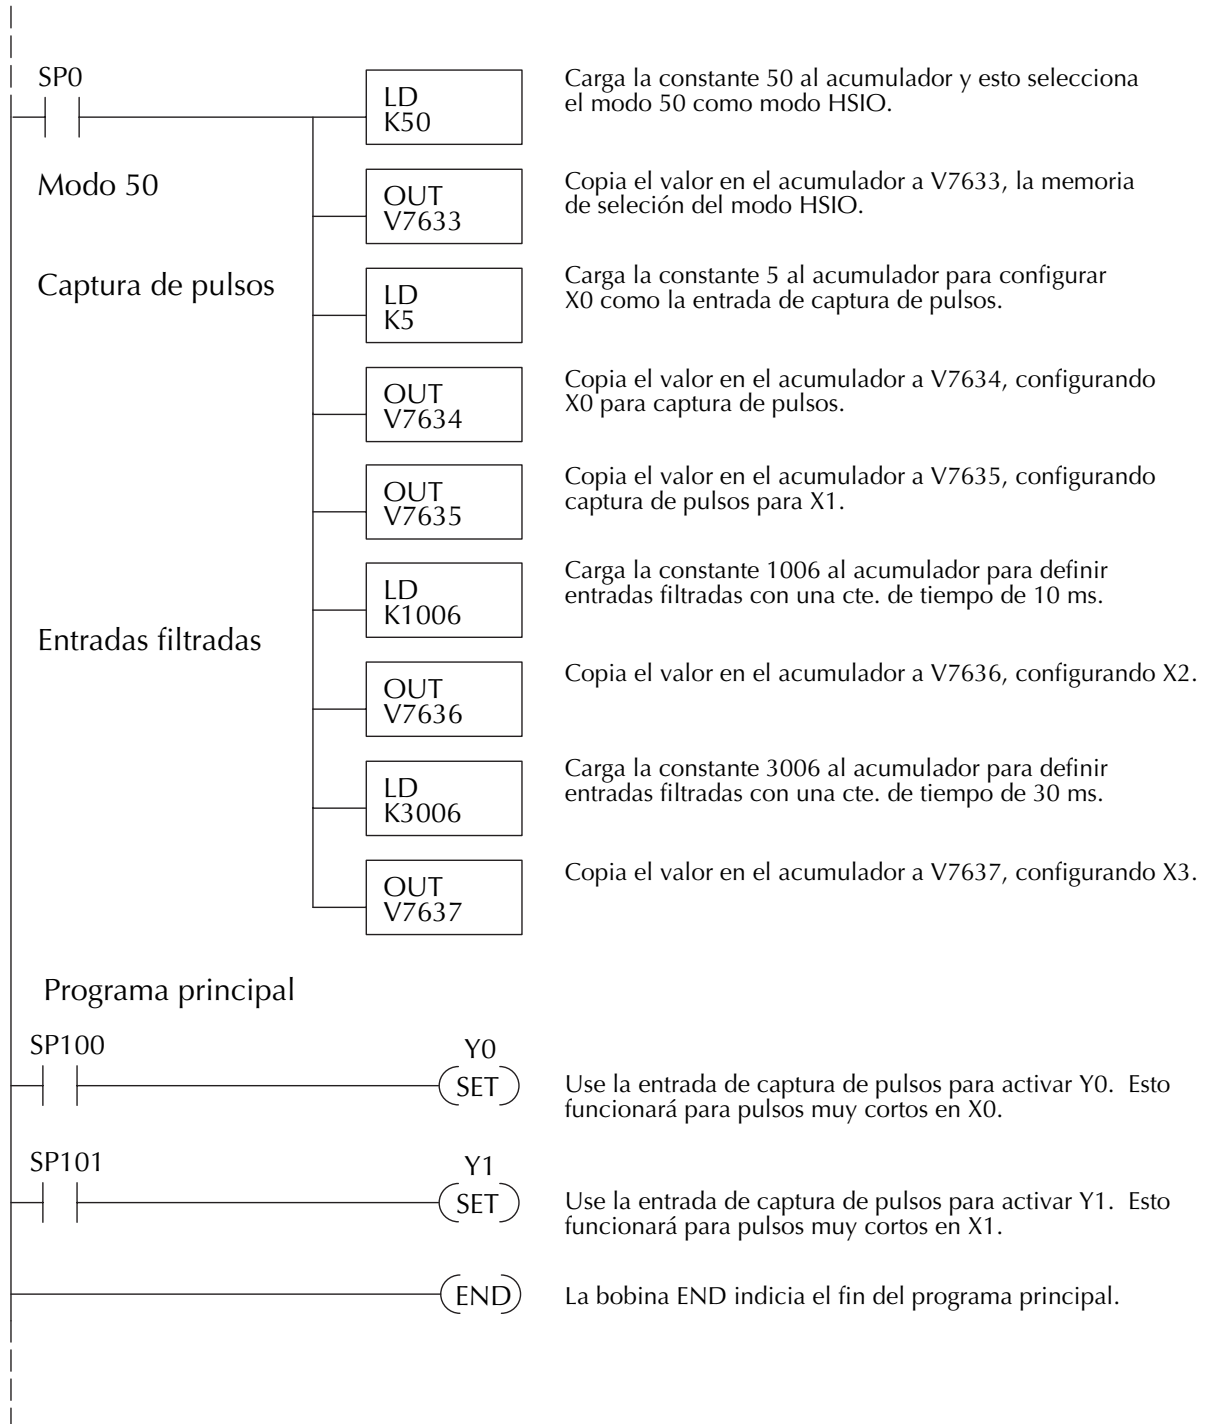 SP0
LD
K50
Carga la constante 50 al acumulador y esto selecciona
el modo 50 como modo HSIO.
Modo 50
OUT
V7633
Copia el valor en el acumulador a V7633, la memoria
de seleción del modo HSIO.
Captura de pulsos
LD
K5
Carga la constante 5 al acumulador para configurar
X0 como la entrada de captura de pulsos.
OUT
V7634
Copia el valor en el acumulador a V7634, configurando
X0 para captura de pulsos.
OUT
V7635
Copia el valor en el acumulador a V7635, configurando
captura de pulsos para X1.
LD
K1006
Carga la constante 1006 al acumulador para definir
entradas filtradas con una cte. de tiempo de 10 ms.
Entradas filtradas
OUT
V7636
Copia el valor en el acumulador a V7636, configurando X2.
LD
K3006
Carga la constante 3006 al acumulador para definir
entradas filtradas con una cte. de tiempo de 30 ms.
OUT
V7637
Copia el valor en el acumulador a V7637, configurando X3.
Programa principal
SP100
Y0
SET
Use la entrada de captura de pulsos para activar Y0. Esto
funcionará para pulsos muy cortos en X0.
SP101
Y1
SET
Use la entrada de captura de pulsos para activar Y1. Esto
funcionará para pulsos muy cortos en X1.
END
La bobina END indicia el fin del programa principal.